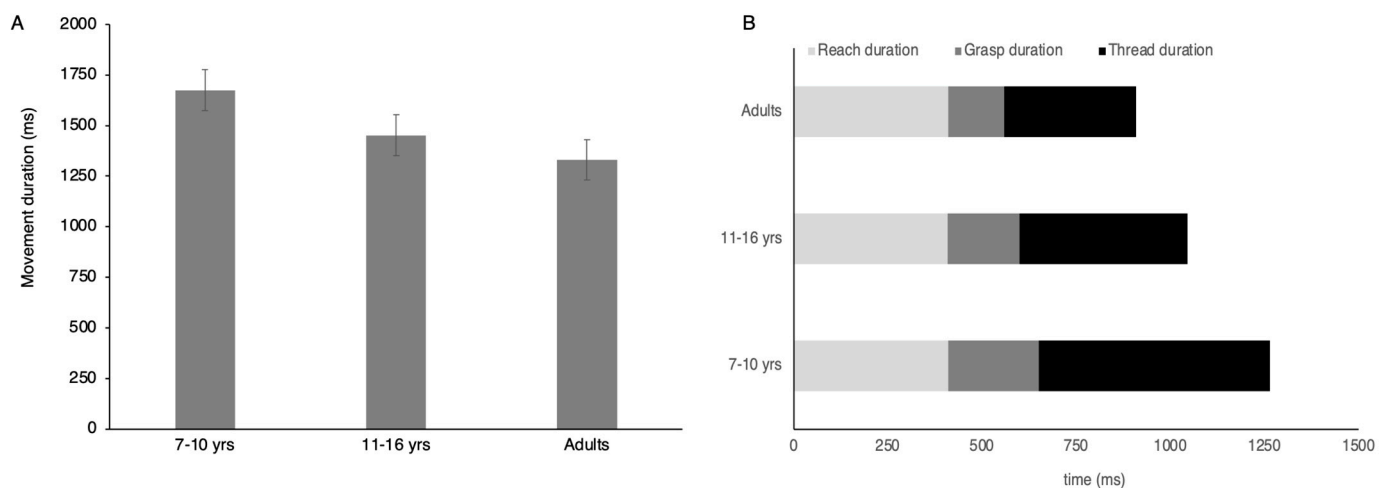 A
Movement duration (ms)
2000
1750
1500
1250
1000
750
500
250
0
7-10 yrs 11-16 yrs Adults
B
Reach duration Grasp duration Thread duration
Adults
11-16 yrs
7-10 yrs
0 250 500 750 1000 1250 1500
time (ms)